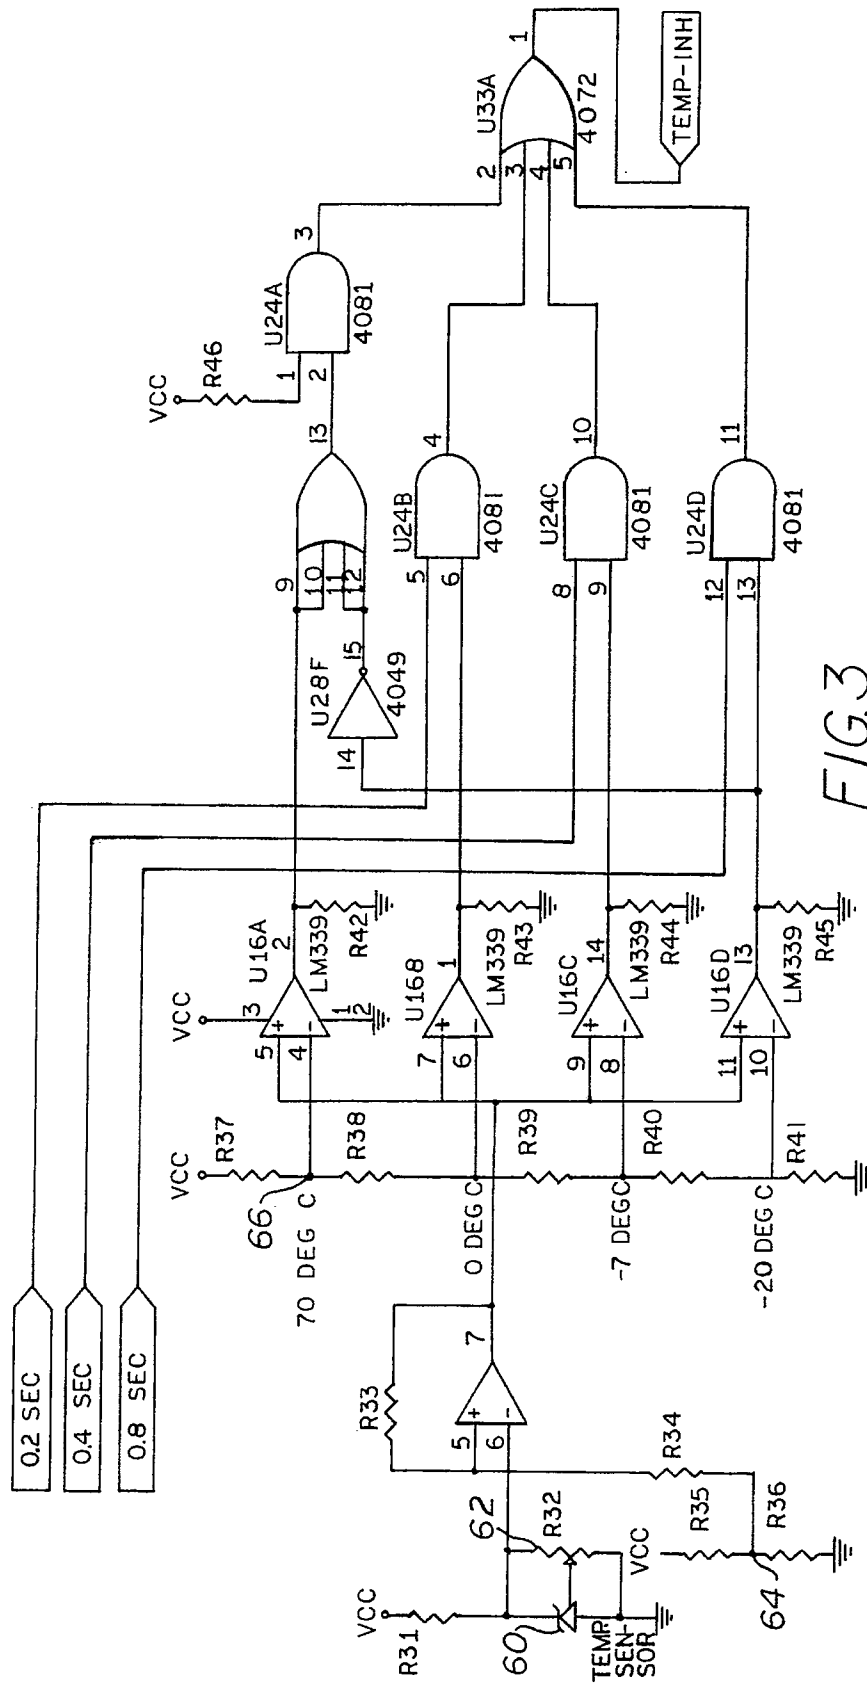 0.2 SEC
0.4 SEC
0.8 SEC
VCC
R31
60
TEMP
SEN-
SOR
62
R32
VCC
R35
R36
64
R34
R33
5
6
+
-
7
VCC
R37
66
70 DEG C
R38
0 DEG C
R39
-7 DEG C
R40
-20 DEG C
R41
VCC
3
5
4
+
-
12
U16A
2
LM339
R42
7
6
+
-
U16B
1
LM339
R43
9
8
+
-
U16C
14
LM339
R44
11
10
+
-
U16D
13
LM339
R45
14
U28F
15
4049
9
10
11
12
13
VCC
R46
1
2
U24A
3
4081
5
6
U24B
4
4081
8
9
U24C
10
4081
12
13
U24D
11
4081
2
3
4
5
U33A
4072
1
TEMP-INH
FIG.3